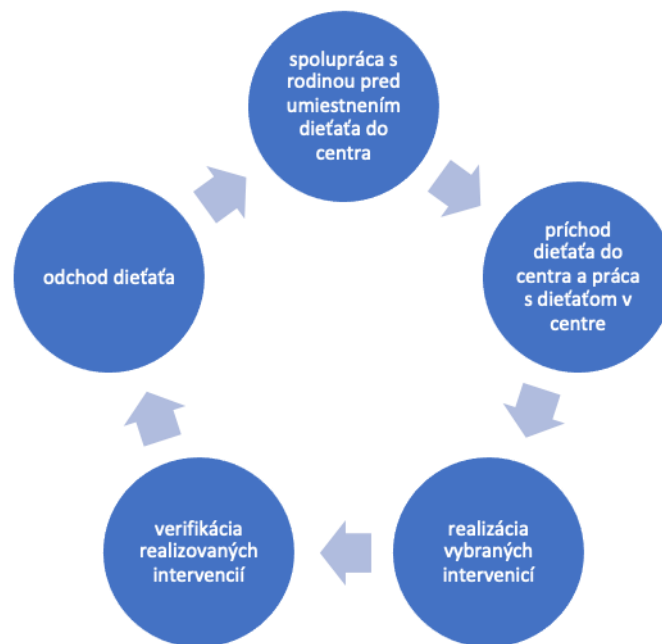 spolupráca s
rodinou pred
umiestnením
dieťaťa do
centra
príchod
dieťaťa do
centra a práca
s dieťaťom v
centre
realizácia
vybraných
intervenicí
verifikácia
realizovaných
intervencií
odchod dieťaťa